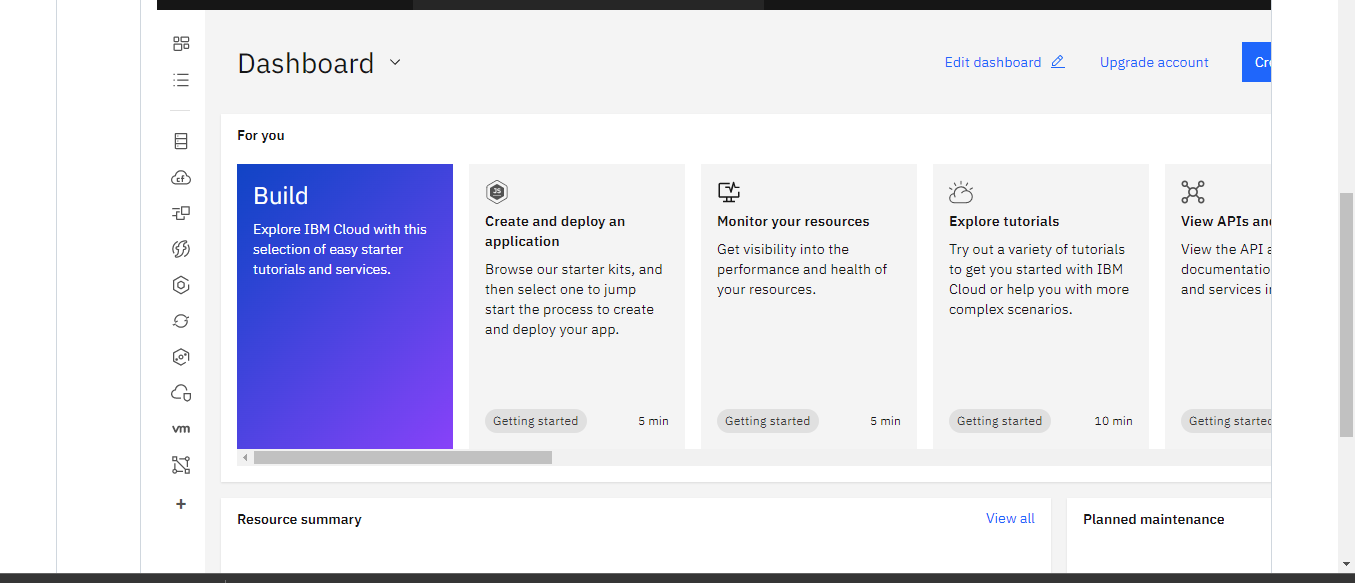 Dashboard
Edit dashboard
Upgrade account
Cre
For you
Build
Explore IBM Cloud with this
selection of easy starter
tutorials and services.
JS
Create and deploy an
application
Browse our starter kits, and
then select one to jump
start the process to create
and deploy your app.
Getting started
5 min
Monitor your resources
Get visibility into the
performance and health of
your resources.
Getting started
5 min
Explore tutorials
Try out a variety of tutorials
to get you started with IBM
Cloud or help you with more
complex scenarios.
Getting started
10 min
View APIs and
View the API a
documentatio
and services in
Getting started
cf
vm
Resource summary
View all
Planned maintenance